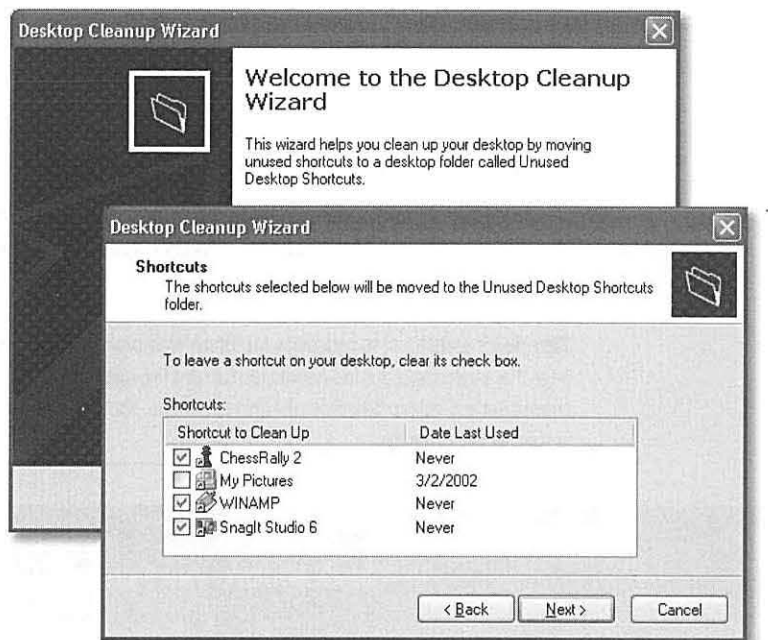 Desktop Cleanup Wizard
Welcome to the Desktop Cleanup
Wizard
This wizard helps you clean up your desktop by moving
unused shortcuts to a desktop folder called Unused
Desktop Shortcuts.
Desktop Cleanup Wizard
Shortcuts
The shortcuts selected below will be moved to the Unused Desktop Shortcuts
folder.
To leave a shortcut on your desktop, clear its check box.
Shortcuts:
Shortcut to Clean Up Date Last Used
ChessRally 2 Never
My Pictures 3/2/2002
WINAMP Never
SnagIt Studio 6 Never
< Back Next > Cancel